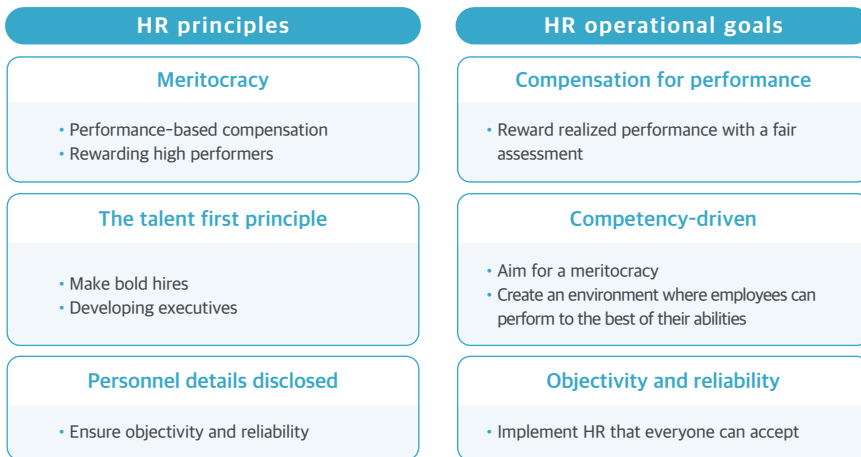 HR principles
Meritocracy
• Performance-based compensation
• Rewarding high performers
The talent first principle
• Make bold hires
• Developing executives
Personnel details disclosed
• Ensure objectivity and reliability
HR operational goals
Compensation for performance
• Reward realized performance with a fair
assessment
Competency-driven
• Aim for a meritocracy
• Create an environment where employees can
perform to the best of their abilities
Objectivity and reliability
• Implement HR that everyone can accept